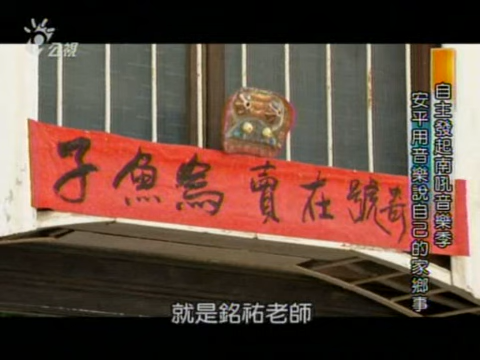 公視
自主發起南吼音樂季
安平用音樂說自己的家鄉事
號在賣烏魚子
就是銘祐老師